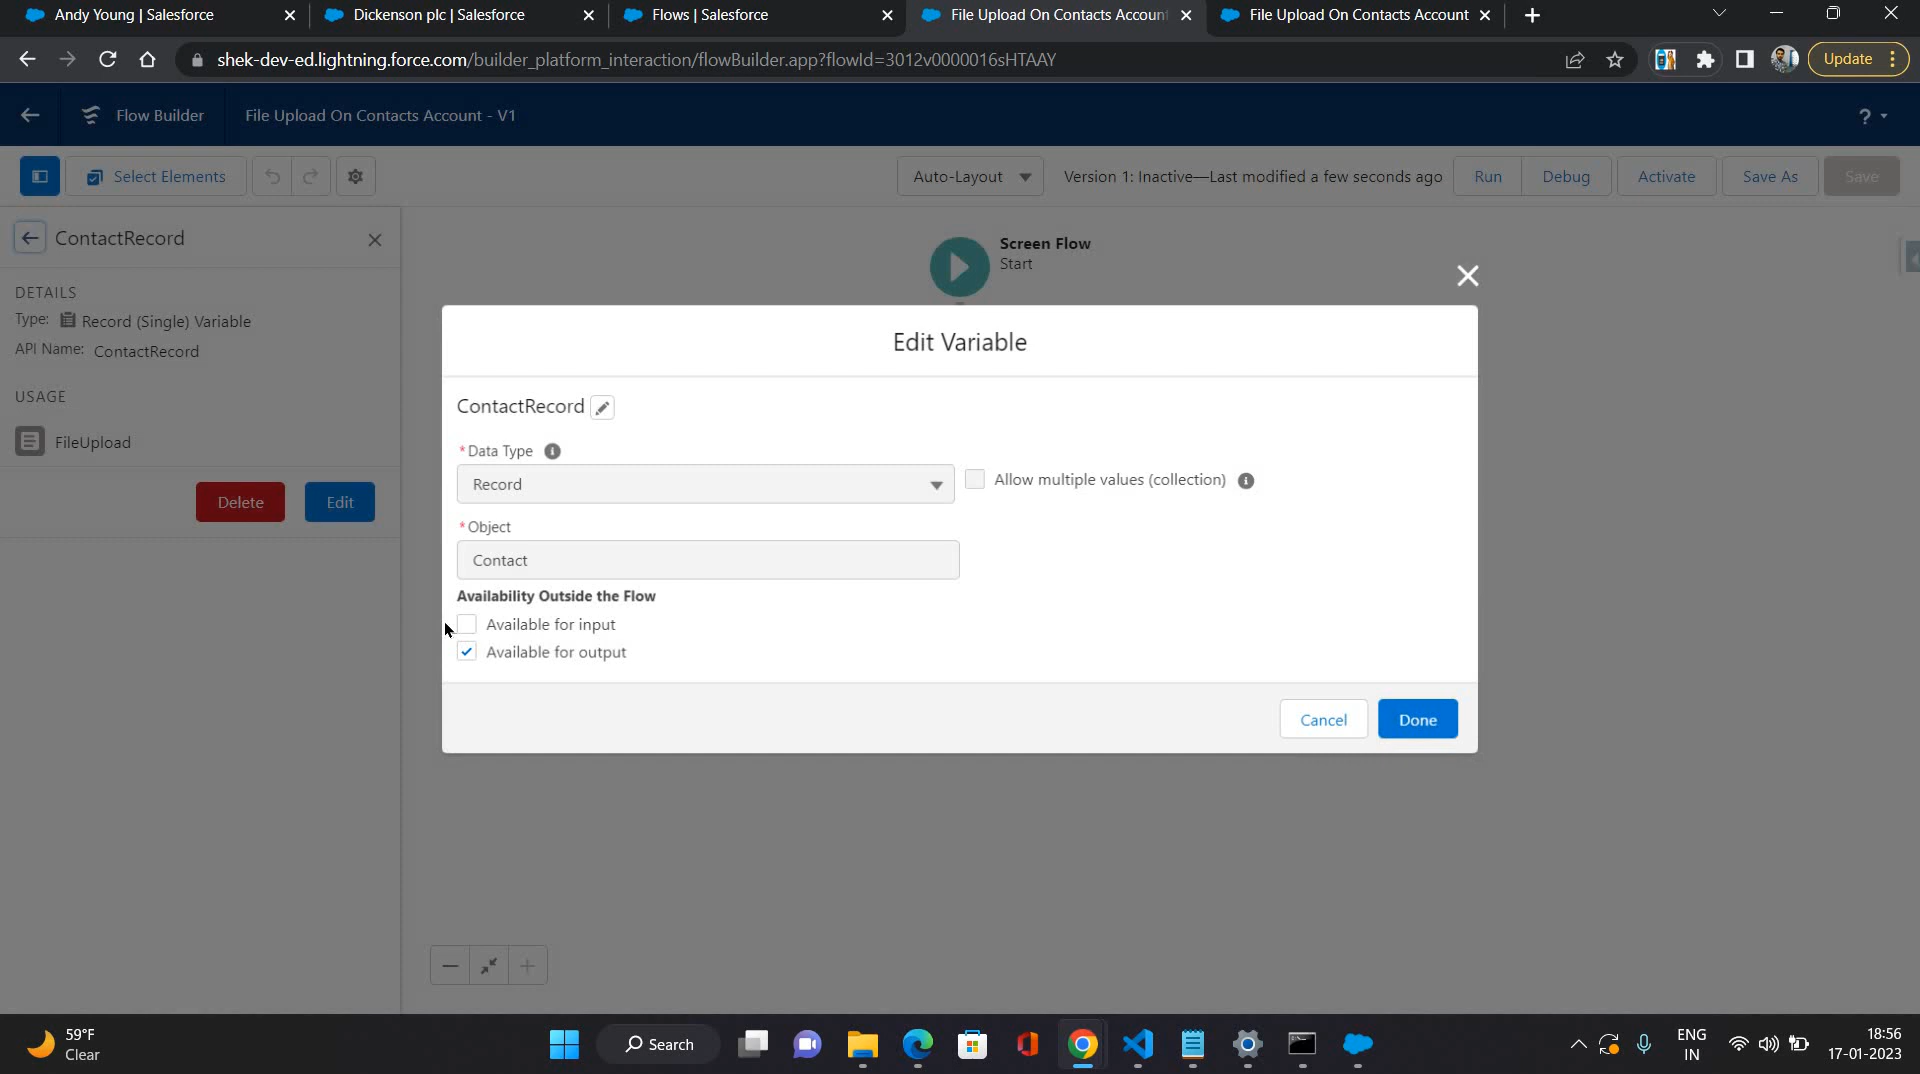 Andy Young | Salesforce
Dickenson plc | Salesforce
Flows | Salesforce
File Upload On Contacts Account
File Upload On Contacts Account
shek-dev-ed.lightning.force.com/builder_platform_interaction/flowBuilder.app?flowId=3012v0000016sHTAAY
Update
Flow Builder
File Upload On Contacts Account - V1
?
Select Elements
Auto-Layout
Version 1: Inactive—Last modified a few seconds ago
Run
Debug
Activate
Save As
Save
ContactRecord
DETAILS
Type: Record (Single) Variable
API Name: ContactRecord
USAGE
FileUpload
Delete
Edit
Screen Flow
Start
Edit Variable
ContactRecord
* Data Type
Record
Allow multiple values (collection)
* Object
Contact
Availability Outside the Flow
Available for input
Available for output
Cancel
Done
59°F
Clear
Search
ENG
IN
18:56
17-01-2023